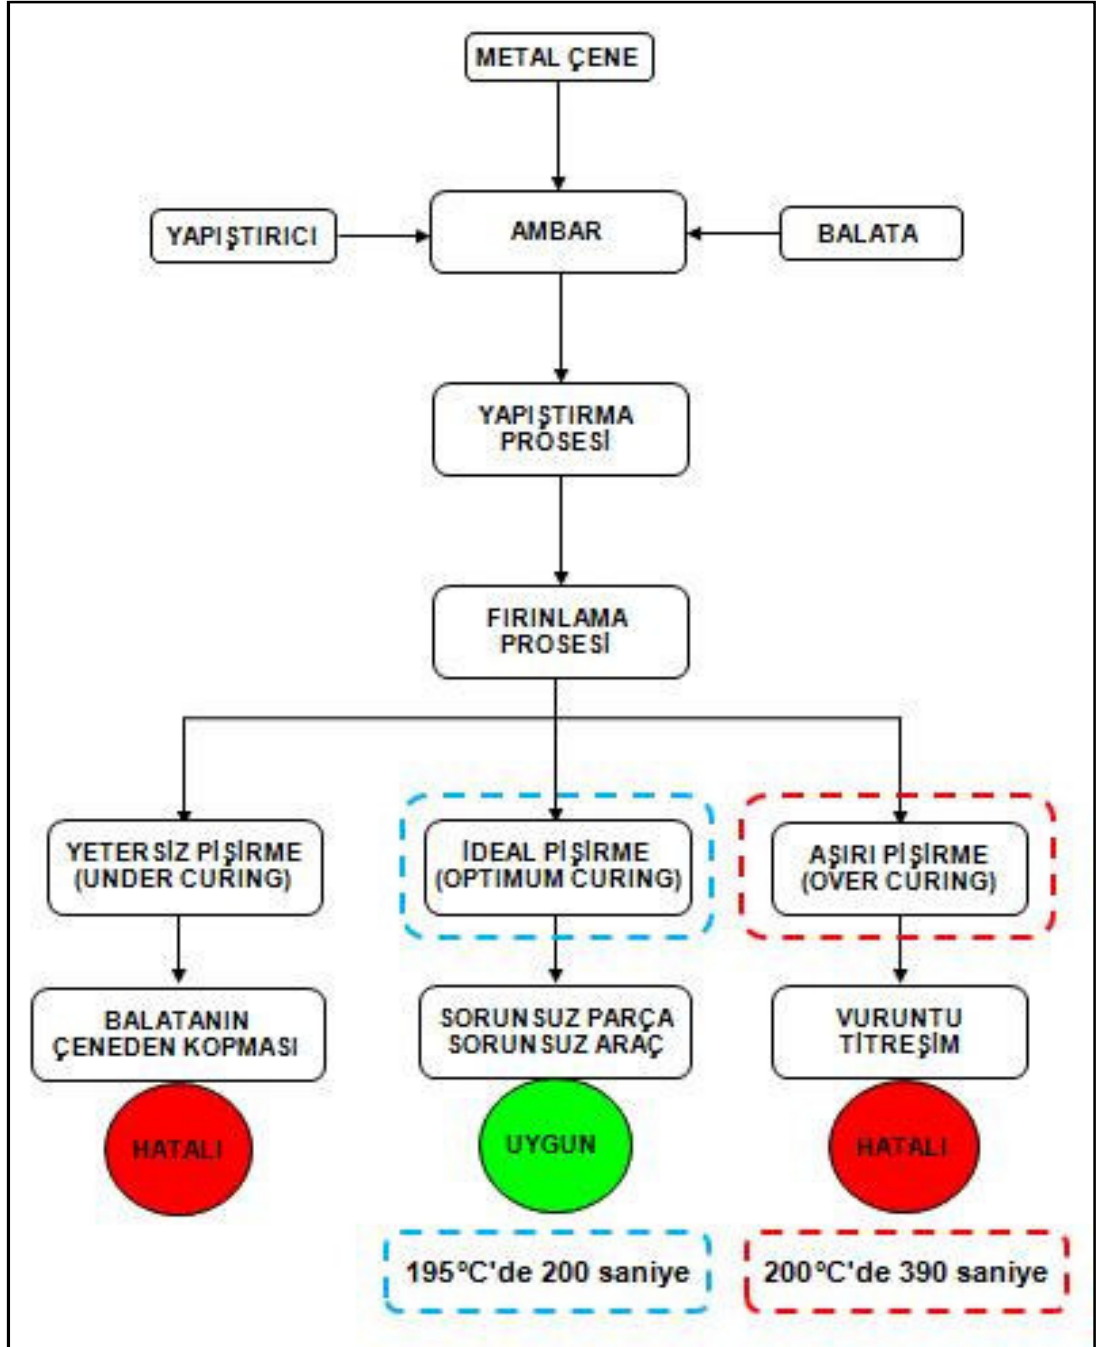 METAL ÇENE
YAPIŞTIRICI
AMBAR
BALATA
YAPIŞTIRMA
PROSESİ
FIRINLAMA
PROSESİ
YETERSİZ PİŞİRME
(UNDER CURING)
İDEAL PİŞİRME
(OPTIMUM CURING)
AŞIRI PİŞİRME
(OVER CURING)
BALATANIN
ÇENEDEN KOPMASI
SORUNSUZ PARÇA
SORUNSUZ ARAÇ
VURUNTU
TİTREŞİM
HATALI
UYGUN
HATALI
195°C'de 200 saniye
200°C'de 390 saniye